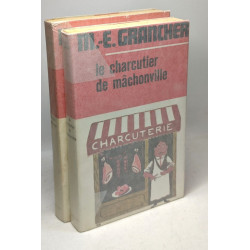 M.-E. GRANCHER
le charcutier
de mâchonville
CHARCUTERIE